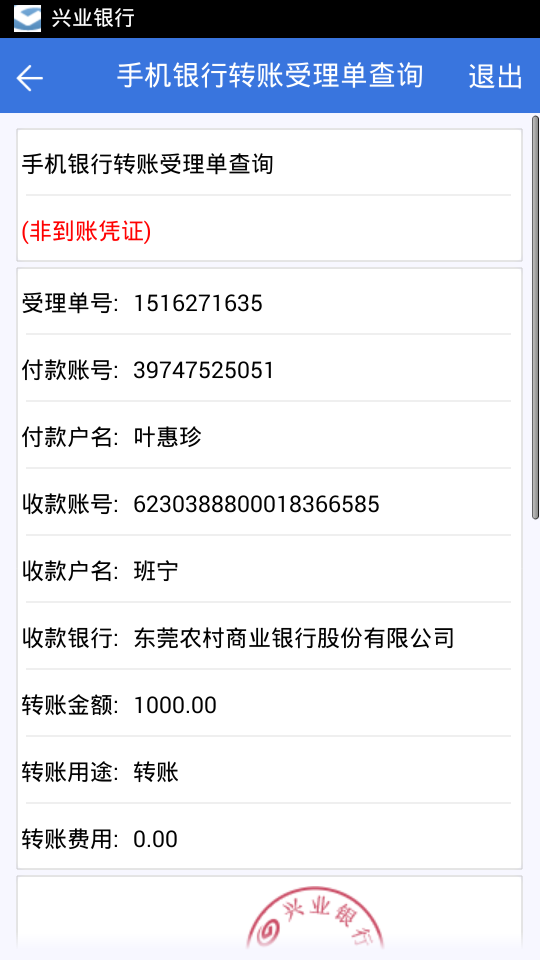 兴业银行
手机银行转账受理单查询 退出
手机银行转账受理单查询
(非到账凭证)
受理单号: 1516271635
付款账号: 39747525051
付款户名: 叶惠珍
收款账号: 6230388800018366585
收款户名: 班宁
收款银行: 东莞农村商业银行股份有限公司
转账金额: 1000.00
转账用途: 转账
转账费用: 0.00
兴业银行